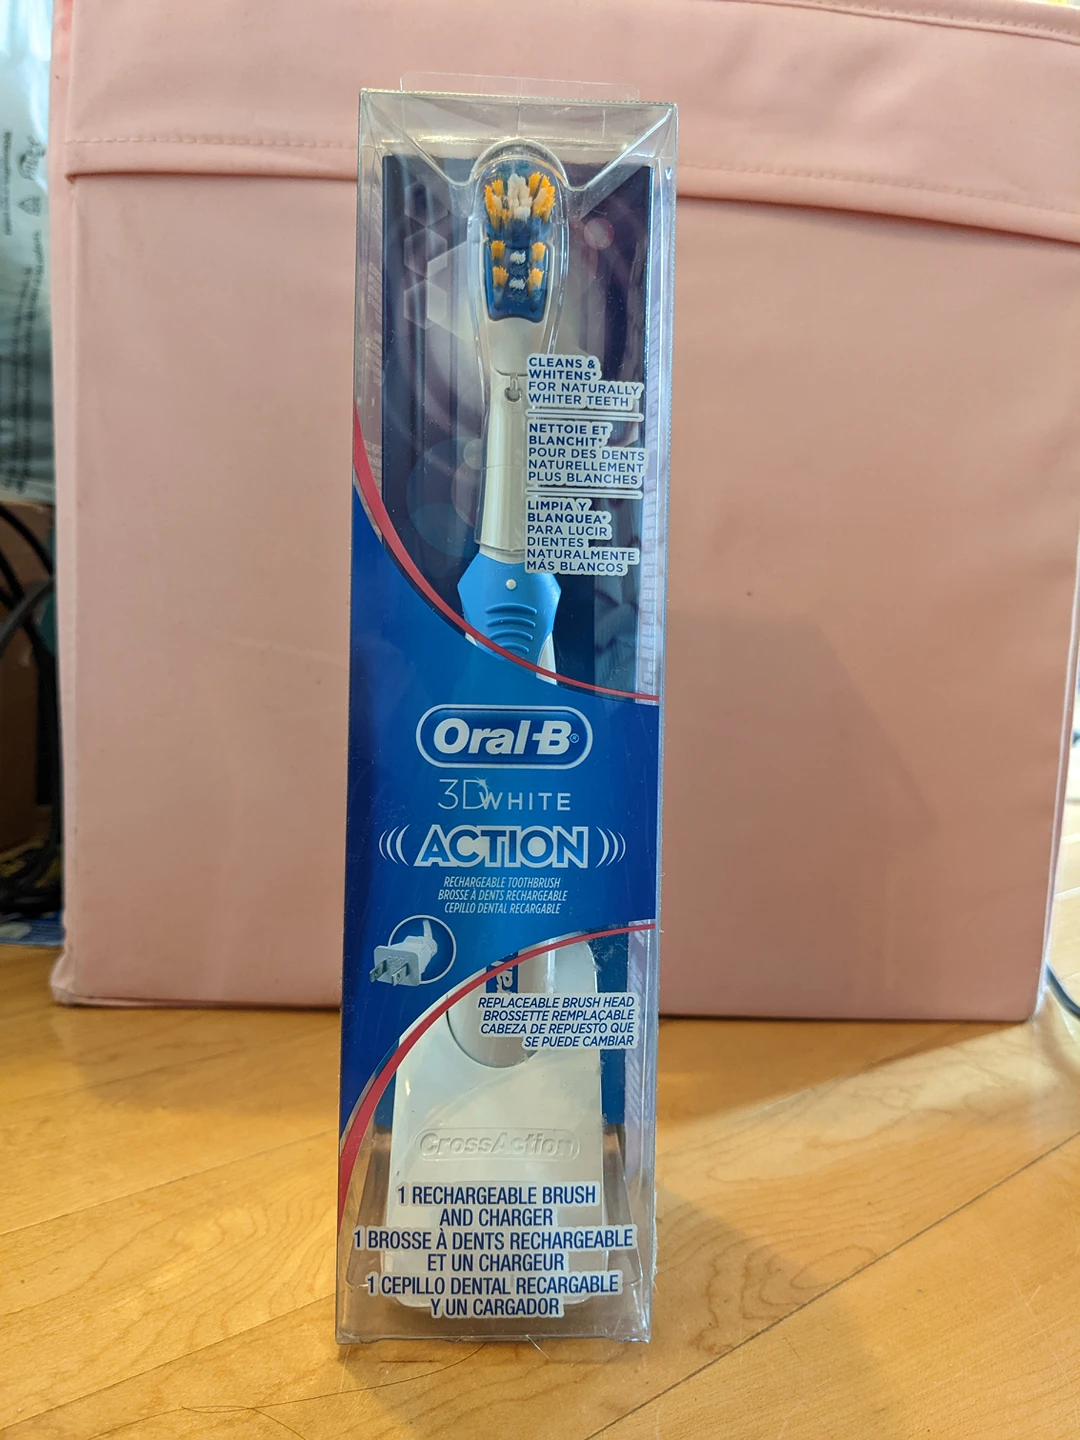 CLEANS &
WHITENS*
FOR NATURALLY
WHITER TEETH
NETTOIE ET
BLANCHIT*
POUR DES DENTS
NATURELLEMENT
PLUS BLANCHES
LIMPIA Y
BLANQUEA*
PARA LUCIR
DIENTES
NATURALMENTE
MÁS BLANCOS
Oral-B®
3DWHITE
ACTION
RECHARGEABLE TOOTHBRUSH
BROSSE À DENTS RECHARGEABLE
CEPILLO DENTAL RECARGABLE
REPLACEABLE BRUSH HEAD
BROSSETTE REMPLAÇABLE
CABEZA DE REPUESTO QUE
SE PUEDE CAMBIAR
CrossAction
1 RECHARGEABLE BRUSH
AND CHARGER
1 BROSSE À DENTS RECHARGEABLE
ET UN CHARGEUR
1 CEPILLO DENTAL RECARGABLE
Y UN CARGADOR